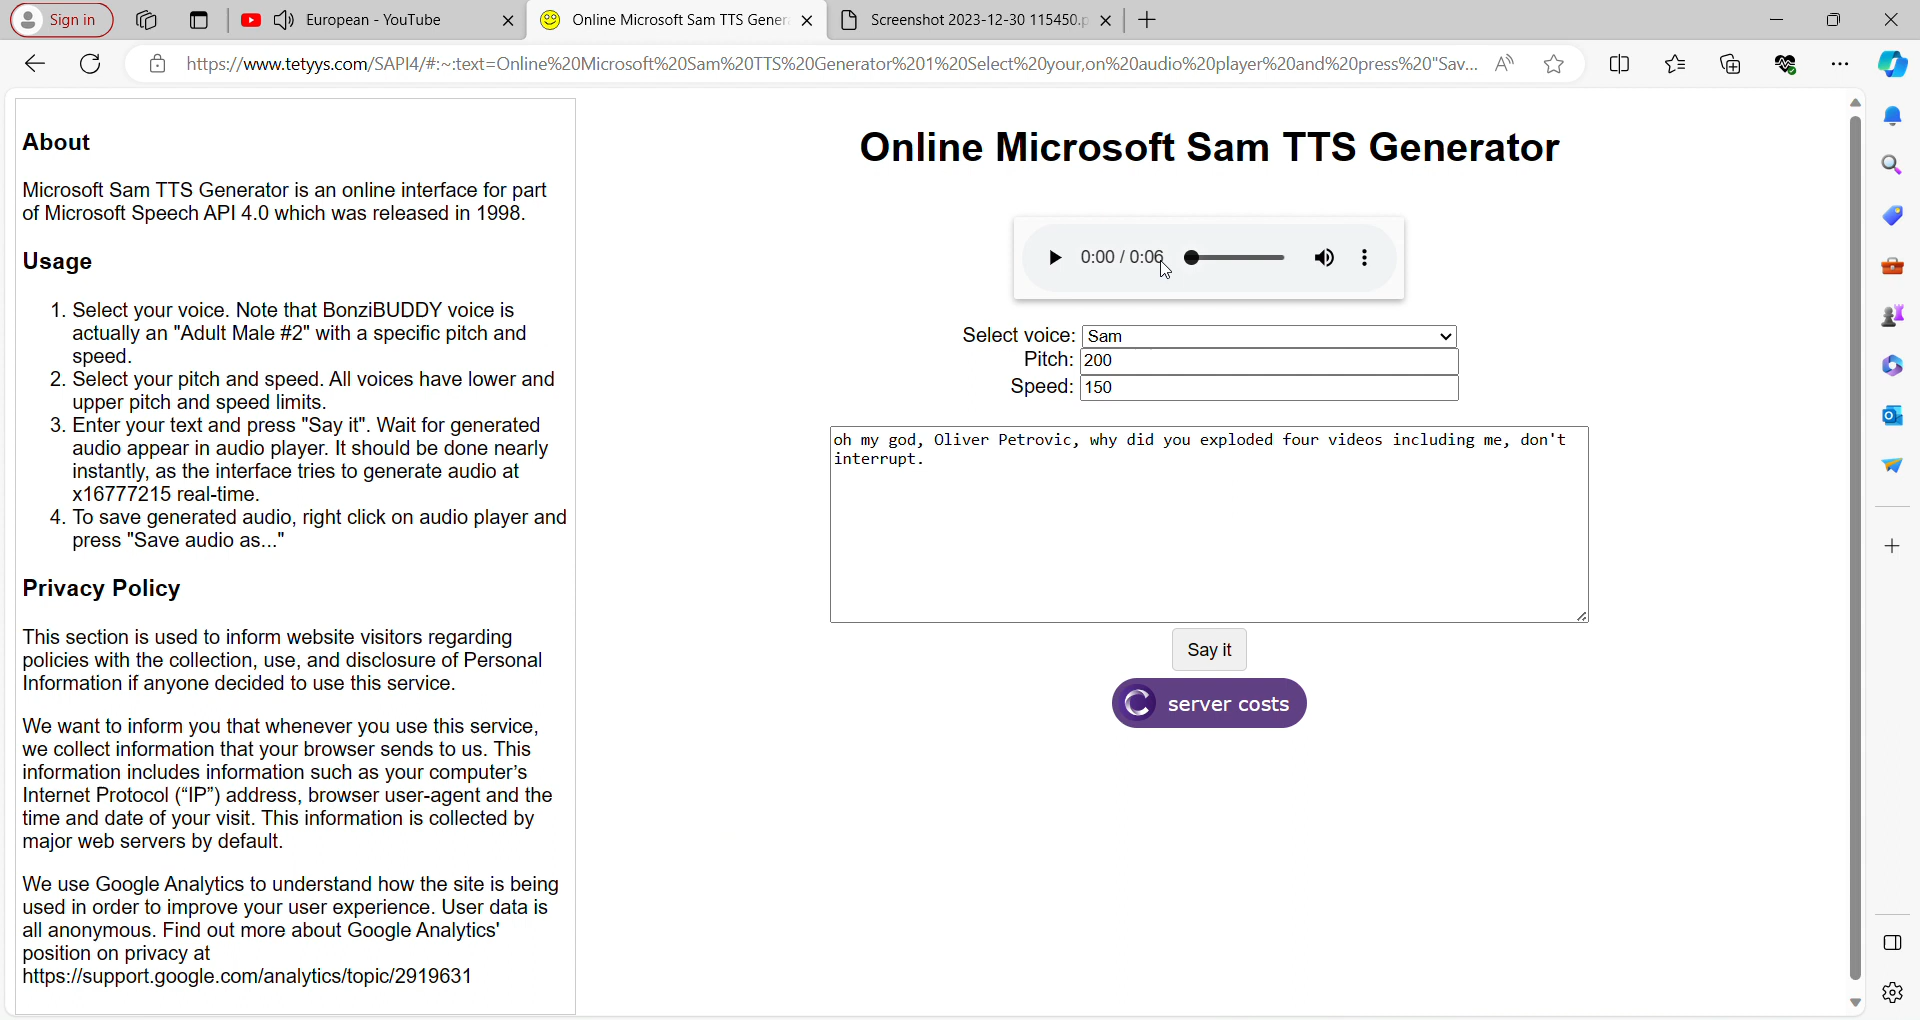 Sign in
European - YouTube
Online Microsoft Sam TTS Gener
Screenshot 2023-12-30 115450.p
https://www.tetyys.com/SAPI4/#:~:text=Online%20Microsoft%20Sam%20TTS%20Generator%201%20Select%20your,on%20audio%20player%20and%20press%20"Sav...
About
Microsoft Sam TTS Generator is an online interface for part
of Microsoft Speech API 4.0 which was released in 1998.
Usage
1. Select your voice. Note that BonziBUDDY voice is
actually an "Adult Male #2" with a specific pitch and
speed.
2. Select your pitch and speed. All voices have lower and
upper pitch and speed limits.
3. Enter your text and press "Say it". Wait for generated
audio appear in audio player. It should be done nearly
instantly, as the interface tries to generate audio at
x16777215 real-time.
4. To save generated audio, right click on audio player and
press "Save audio as..."
Privacy Policy
This section is used to inform website visitors regarding
policies with the collection, use, and disclosure of Personal
Information if anyone decided to use this service.
We want to inform you that whenever you use this service,
we collect information that your browser sends to us. This
information includes information such as your computer's
Internet Protocol (“IP”) address, browser user-agent and the
time and date of your visit. This information is collected by
major web servers by default.
We use Google Analytics to understand how the site is being
used in order to improve your user experience. User data is
all anonymous. Find out more about Google Analytics'
position on privacy at
https://support.google.com/analytics/topic/2919631
Online Microsoft Sam TTS Generator
0:00 / 0:06
Select voice: Sam
Pitch: 200
Speed: 150
oh my god, Oliver Petrovic, why did you exploded four videos including me, don't
interrupt.
Say it
server costs